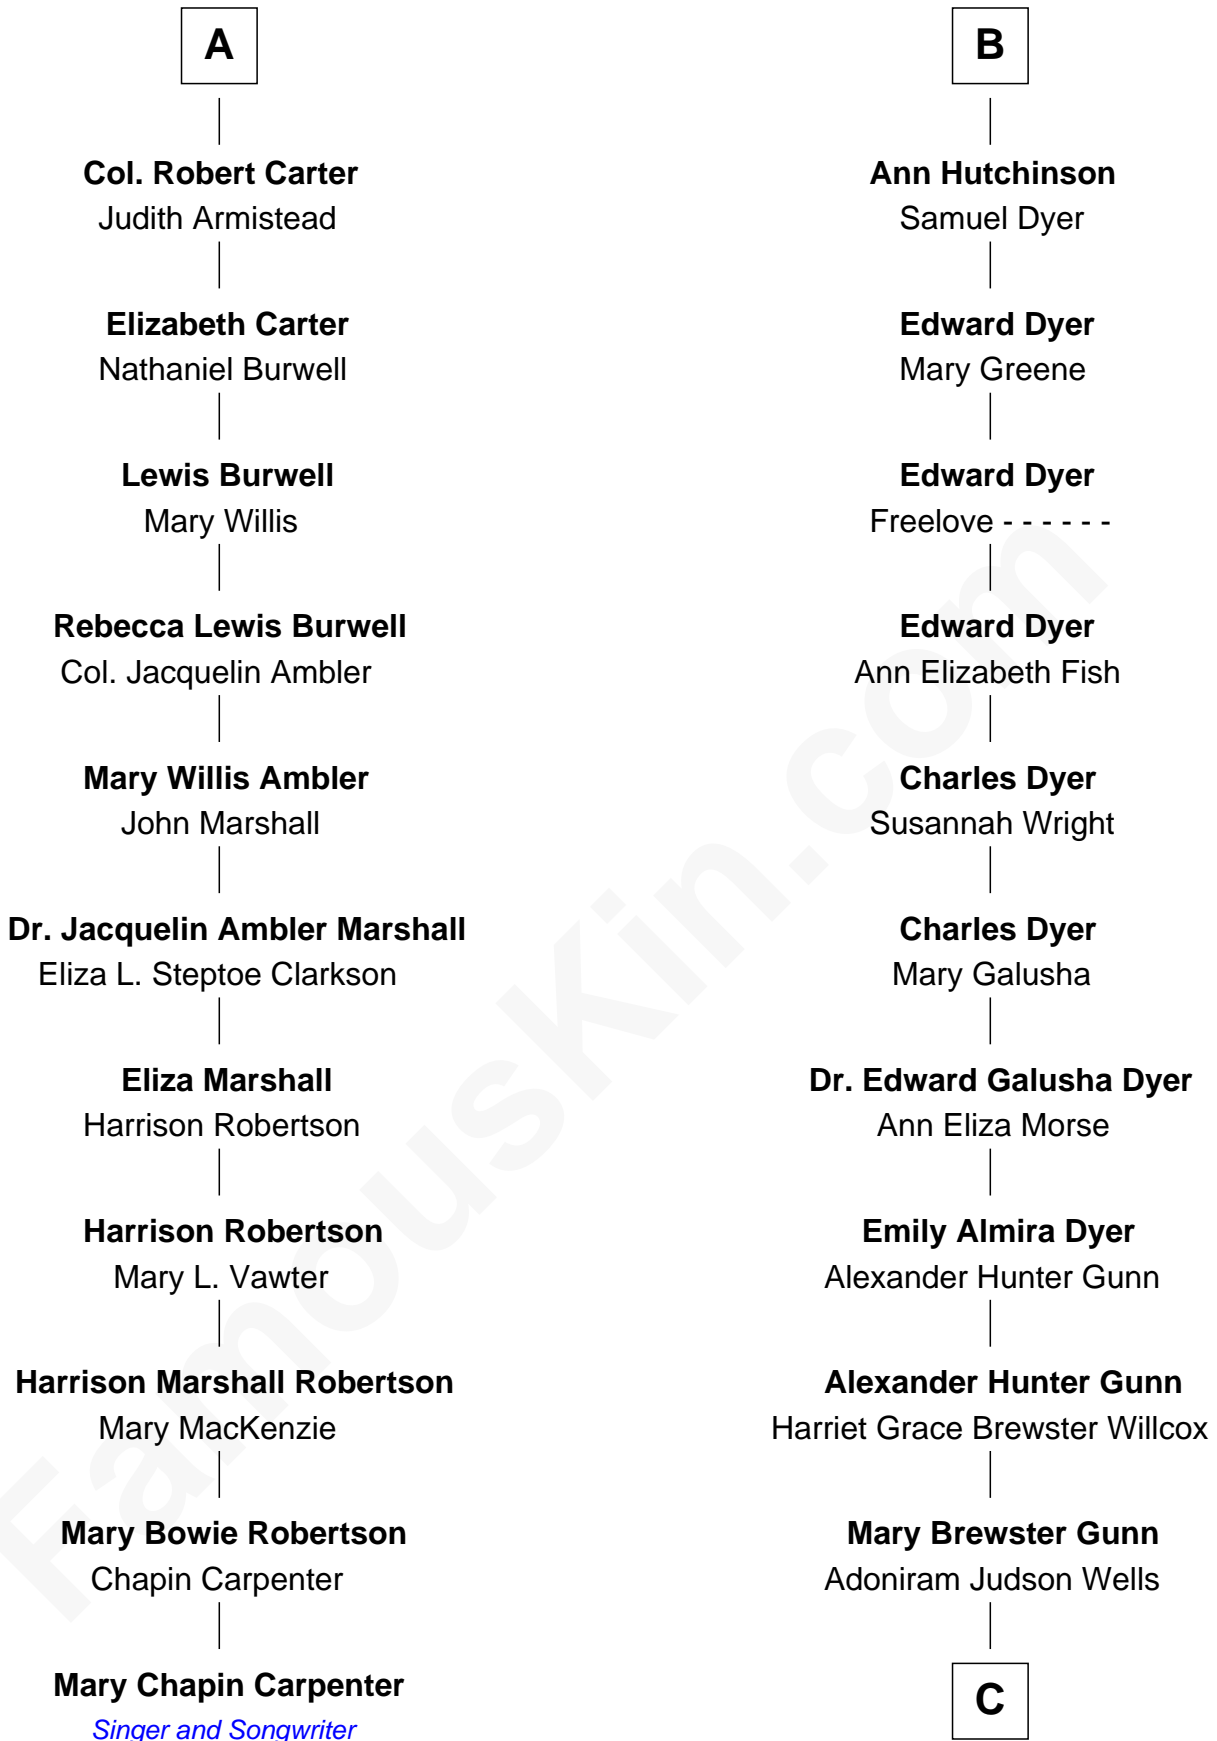 A
Col. Robert Carter
Judith Armistead
Elizabeth Carter
Nathaniel Burwell
Lewis Burwell
Mary Willis
Rebecca Lewis Burwell
Col. Jacquelin Ambler
Mary Willis Ambler
John Marshall
Dr. Jacquelin Ambler Marshall
Eliza L. Steptoe Clarkson
Eliza Marshall
Harrison Robertson
Harrison Robertson
Mary L. Vawter
Harrison Marshall Robertson
Mary MacKenzie
Mary Bowie Robertson
Chapin Carpenter
Mary Chapin Carpenter
Singer and Songwriter
B
Ann Hutchinson
Samuel Dyer
Edward Dyer
Mary Greene
Edward Dyer
Freelove - - - - - -
Edward Dyer
Ann Elizabeth Fish
Charles Dyer
Susannah Wright
Charles Dyer
Mary Galusha
Dr. Edward Galusha Dyer
Ann Eliza Morse
Emily Almira Dyer
Alexander Hunter Gunn
Alexander Hunter Gunn
Harriet Grace Brewster Willcox
Mary Brewster Gunn
Adoniram Judson Wells
C
FamousKin.com